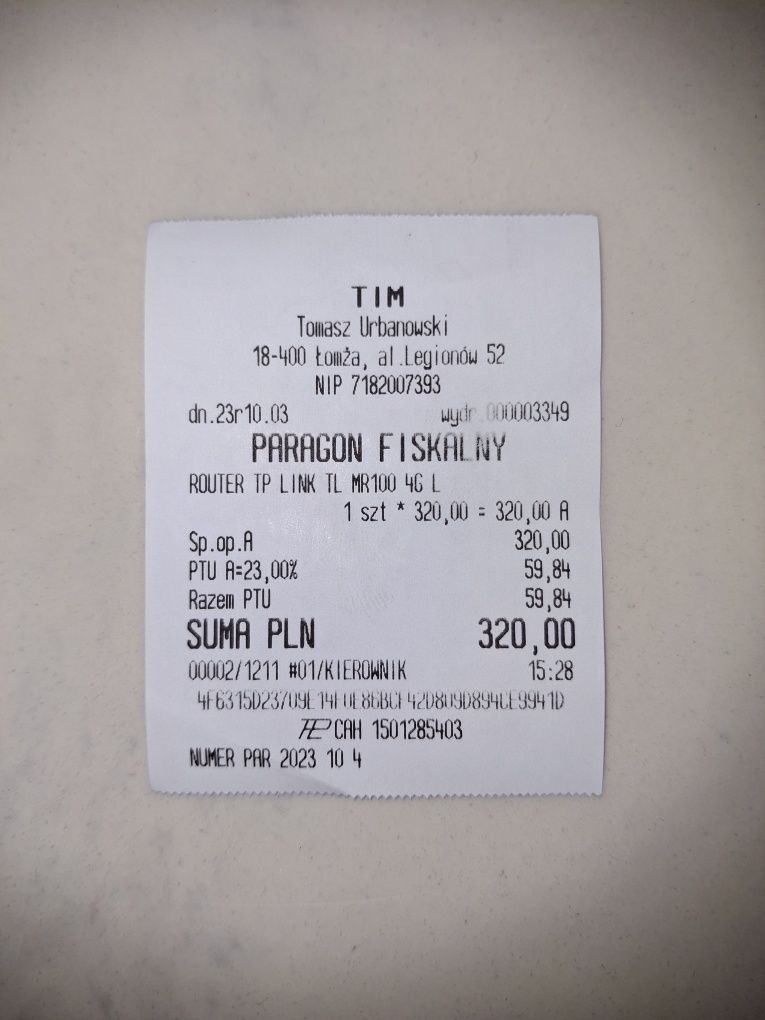 TIM
Tomasz Urbanowski
18-400 Łomża, al.Legionów 52
NIP 7182007393
dn.23r10.03 wydr.000003349
PARAGON FISKALNY
ROUTER TP LINK TL MR100 4G L
1 szt * 320,00 = 320,00 A
Sp.op.A 320,00
PTU A=23,00% 59,84
Razem PTU 59,84
SUMA PLN 320,00
00002/1211 #01/KIEROWNIK 15:28
CAH 1501285403
NUMER PAR 2023 10 4